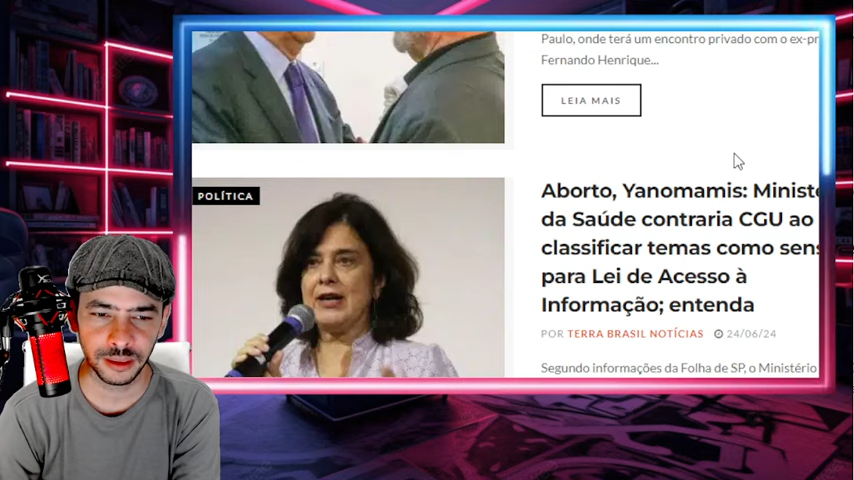 Paulo, onde terá um encontro privado com o ex-pr
Fernando Henrique...
LEIA MAIS
POLÍTICA
Aborto, Yanomamis: Ministé
da Saúde contraria CGU ao
classificar temas como sens
para Lei de Acesso à
Informação; entenda
POR TERRA BRASIL NOTÍCIAS 24/06/24
Segundo informações da Folha de SP, o Ministério